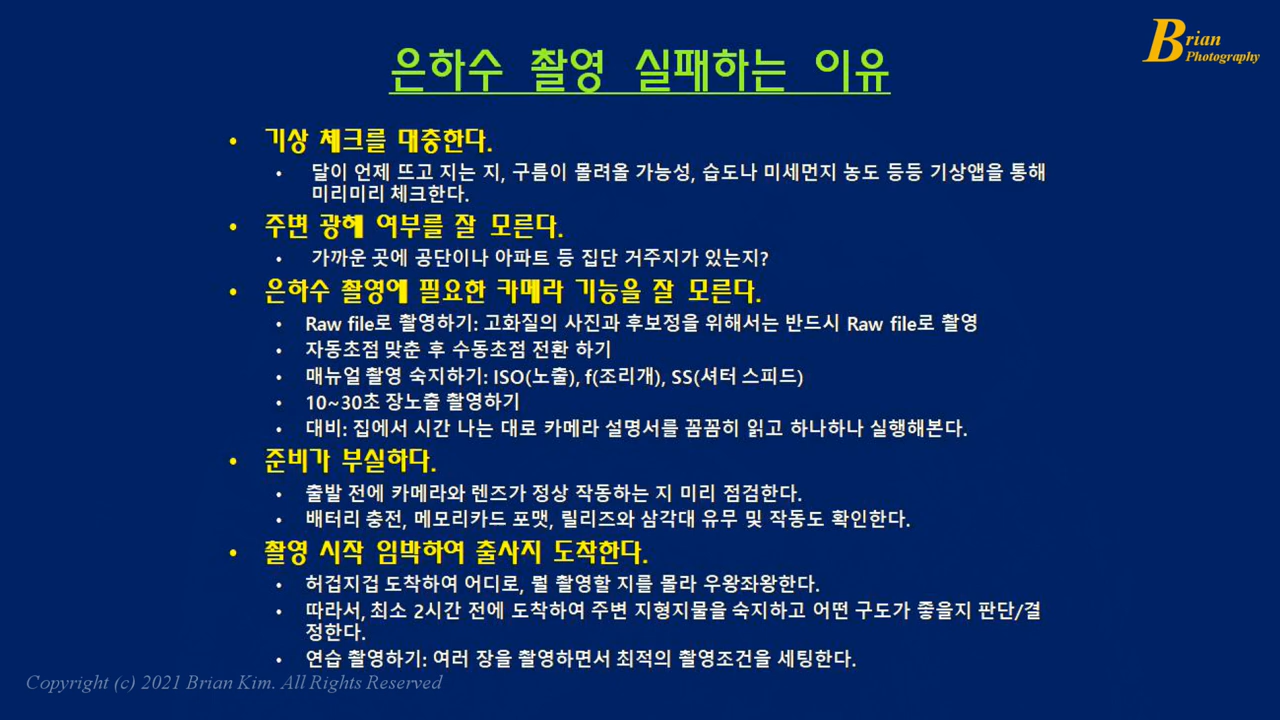 Brian
Photography
은하수 촬영 실패하는 이유
• 기상 체크를 대충한다.
• 달이 언제 뜨고 지는 지, 구름이 몰려올 가능성, 습도나 미세먼지 농도 등등 기상앱을 통해
미리미리 체크한다.
• 주변 광해 여부를 잘 모른다.
• 가까운 곳에 공단이나 아파트 등 집단 거주지가 있는지?
• 은하수 촬영에 필요한 카메라 기능을 잘 모른다.
• Raw file로 촬영하기: 고화질의 사진과 후보정을 위해서는 반드시 Raw file로 촬영
• 자동초점 맞춘 후 수동초점 전환 하기
• 매뉴얼 촬영 숙지하기: ISO(노출), f(조리개), SS(셔터 스피드)
• 10~30초 장노출 촬영하기
• 대비: 집에서 시간 나는 대로 카메라 설명서를 꼼꼼히 읽고 하나하나 실행해본다.
• 준비가 부실하다.
• 출발 전에 카메라와 렌즈가 정상 작동하는 지 미리 점검한다.
• 배터리 충전, 메모리카드 포맷, 릴리즈와 삼각대 유무 및 작동도 확인한다.
• 촬영 시작 임박하여 출사지 도착한다.
• 허겁지겁 도착하여 어디로, 뭘 촬영할 지를 몰라 우왕좌왕한다.
• 따라서, 최소 2시간 전에 도착하여 주변 지형지물을 숙지하고 어떤 구도가 좋을지 판단/결
정한다.
• 연습 촬영하기: 여러 장을 촬영하면서 최적의 촬영조건을 세팅한다.
Copyright (c) 2021 Brian Kim. All Rights Reserved